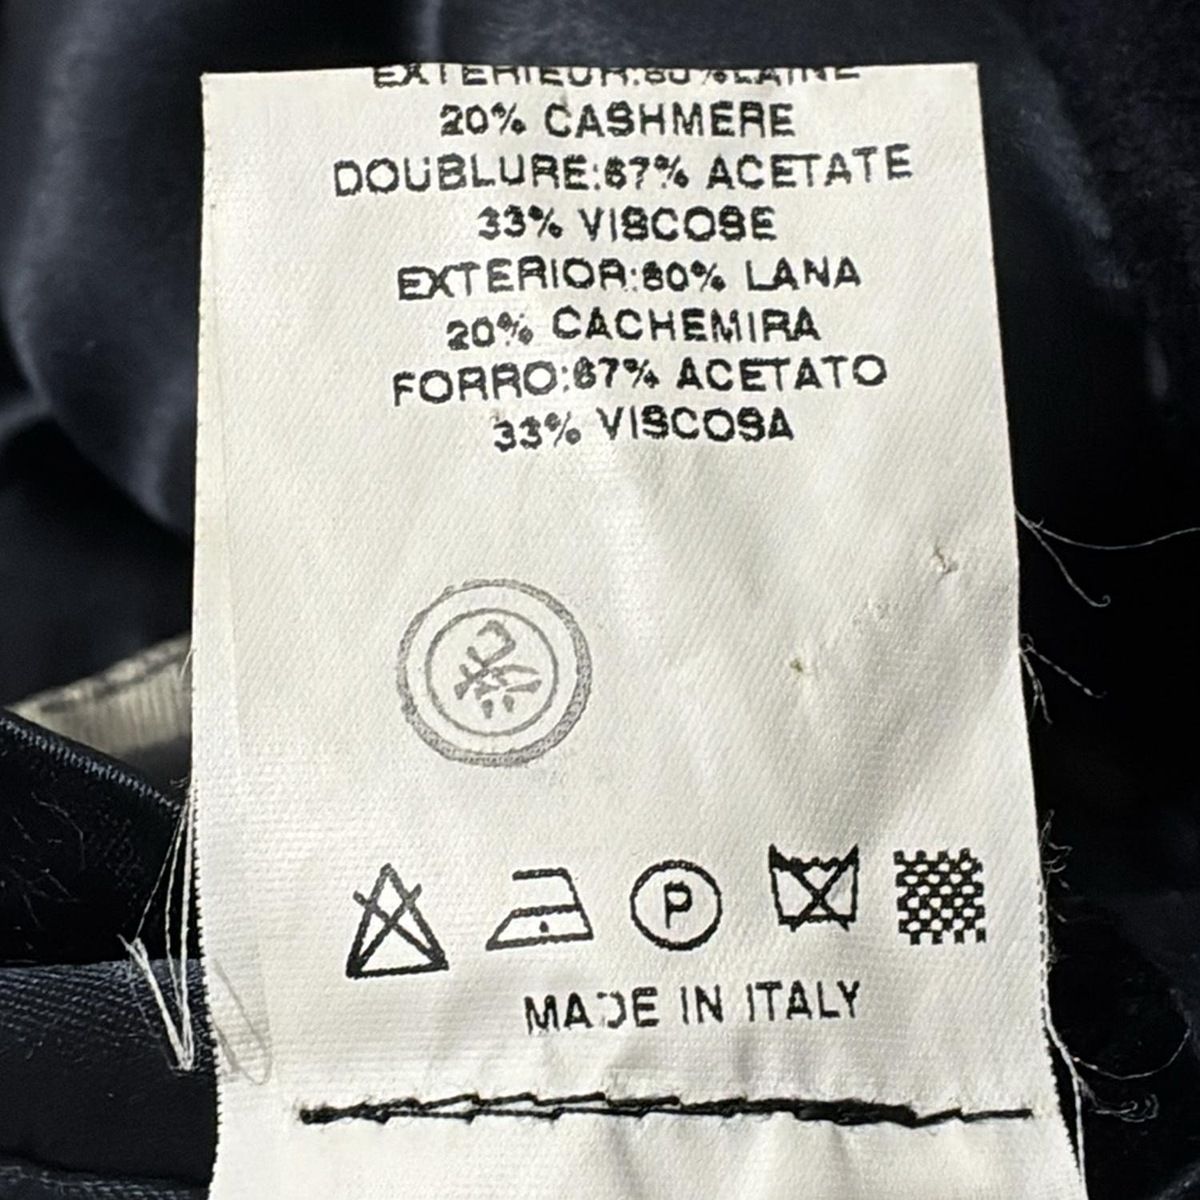 EXTERIEUR:80%LAINE
20% CASHMERE
DOUBLURE:67% ACETATE
33% VISCOSE
EXTERIOR:80% LANA
20% CACHEMIRA
FORRO:67% ACETATO
33% VISCOSA
P
MADE IN ITALY